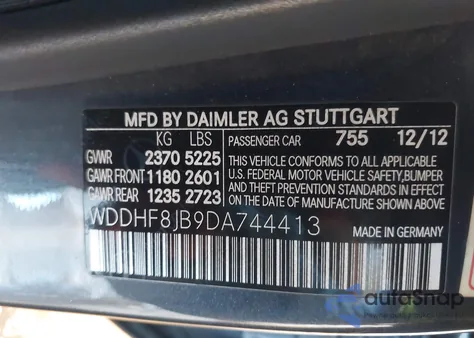 MFD BY DAIMLER AG STUTTGART
KG LBS PASSENGER CAR 755 12/12
GVWR 2370 5225 THIS VEHICLE CONFORMS TO ALL APPLICABLE
GAWR FRONT 1180 2601 U.S. FEDERAL MOTOR VEHICLE SAFETY,BUMPER
GAWR REAR 1235 2723 AND THEFT PREVENTION STANDARDS IN EFFECT
ON THE DATE OF MANUFACTURE SHOWN ABOVE
WDDHF8JB9DA744413 MADE IN GERMANY
autoSnap